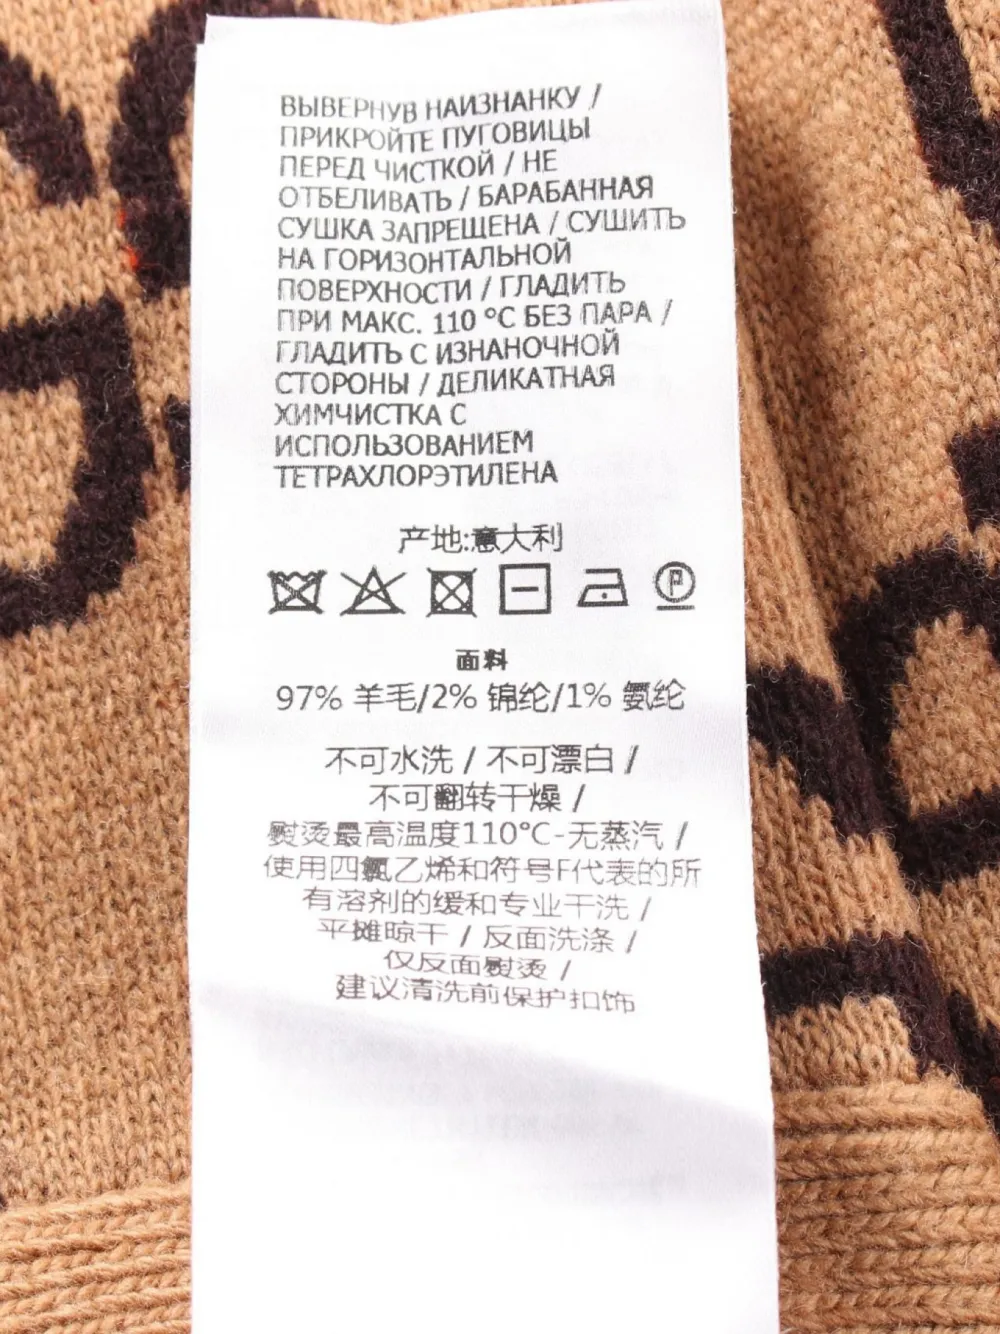 ВЫВЕРНУВ НАИЗНАНКУ /
ПРИКРОЙТЕ ПУГОВИЦЫ
ПЕРЕД ЧИСТКОЙ / НЕ
ОТБЕЛИВАТЬ / БАРАБАННАЯ
СУШКА ЗАПРЕЩЕНА / СУШИТЬ
НА ГОРИЗОНТАЛЬНОЙ
ПОВЕРХНОСТИ / ГЛАДИТЬ
ПРИ МАКС. 110 °C БЕЗ ПАРА /
ГЛАДИТЬ С ИЗНАНОЧНОЙ
СТОРОНЫ / ДЕЛИКАТНАЯ
ХИМЧИСТКА С
ИСПОЛЬЗОВАНИЕМ
ТЕТРАХЛОРЭТИЛЕНА
产地:意大利
P
面料
97% 羊毛/2% 锦纶/1% 氨纶
不可水洗 / 不可漂白 /
不可翻转干燥 /
熨烫最高温度110°C-无蒸汽 /
使用四氯乙烯和符号F代表的所
有溶剂的缓和专业干洗 /
平摊晾干 / 反面洗涤 /
仅反面熨烫 /
建议清洗前保护扣饰